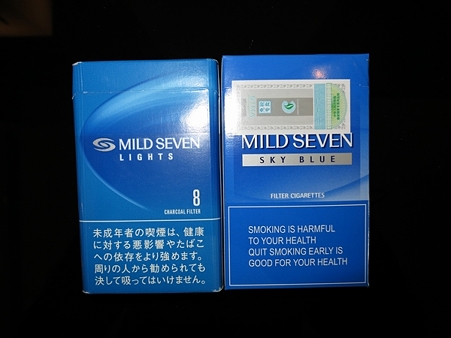 MILD SEVEN
LIGHTS
8
CHARCOAL FILTER
未成年者の喫煙は、健康
に対する悪影響やたばこ
への依存をより強めます。
周りの人から勧められても
決して吸ってはいけません。
MILD SEVEN
SKY BLUE
FILTER CIGARETTES
SMOKING IS HARMFUL
TO YOUR HEALTH
QUIT SMOKING EARLY IS
GOOD FOR YOUR HEALTH